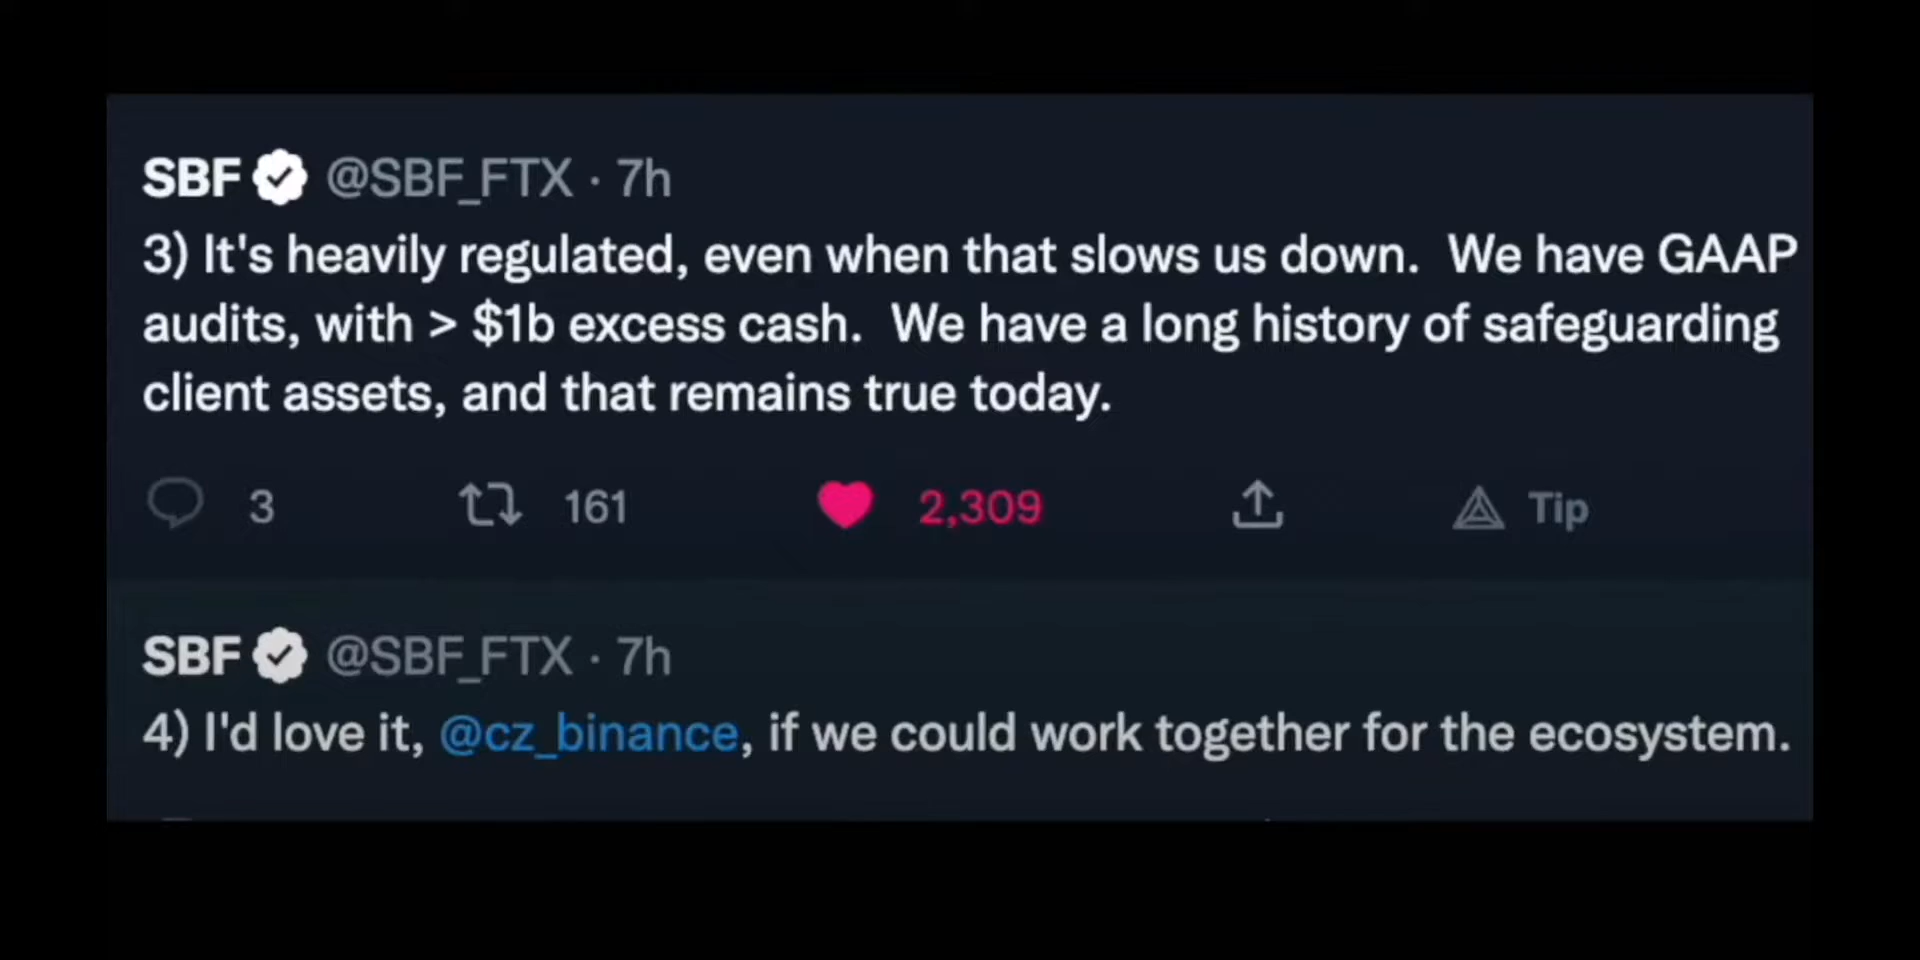 SBF @SBF_FTX · 7h
3) It's heavily regulated, even when that slows us down.  We have GAAP
audits, with > $1b excess cash.  We have a long history of safeguarding
client assets, and that remains true today.
3 161 2,309 Tip
SBF @SBF_FTX · 7h
4) I'd love it, @cz_binance, if we could work together for the ecosystem.